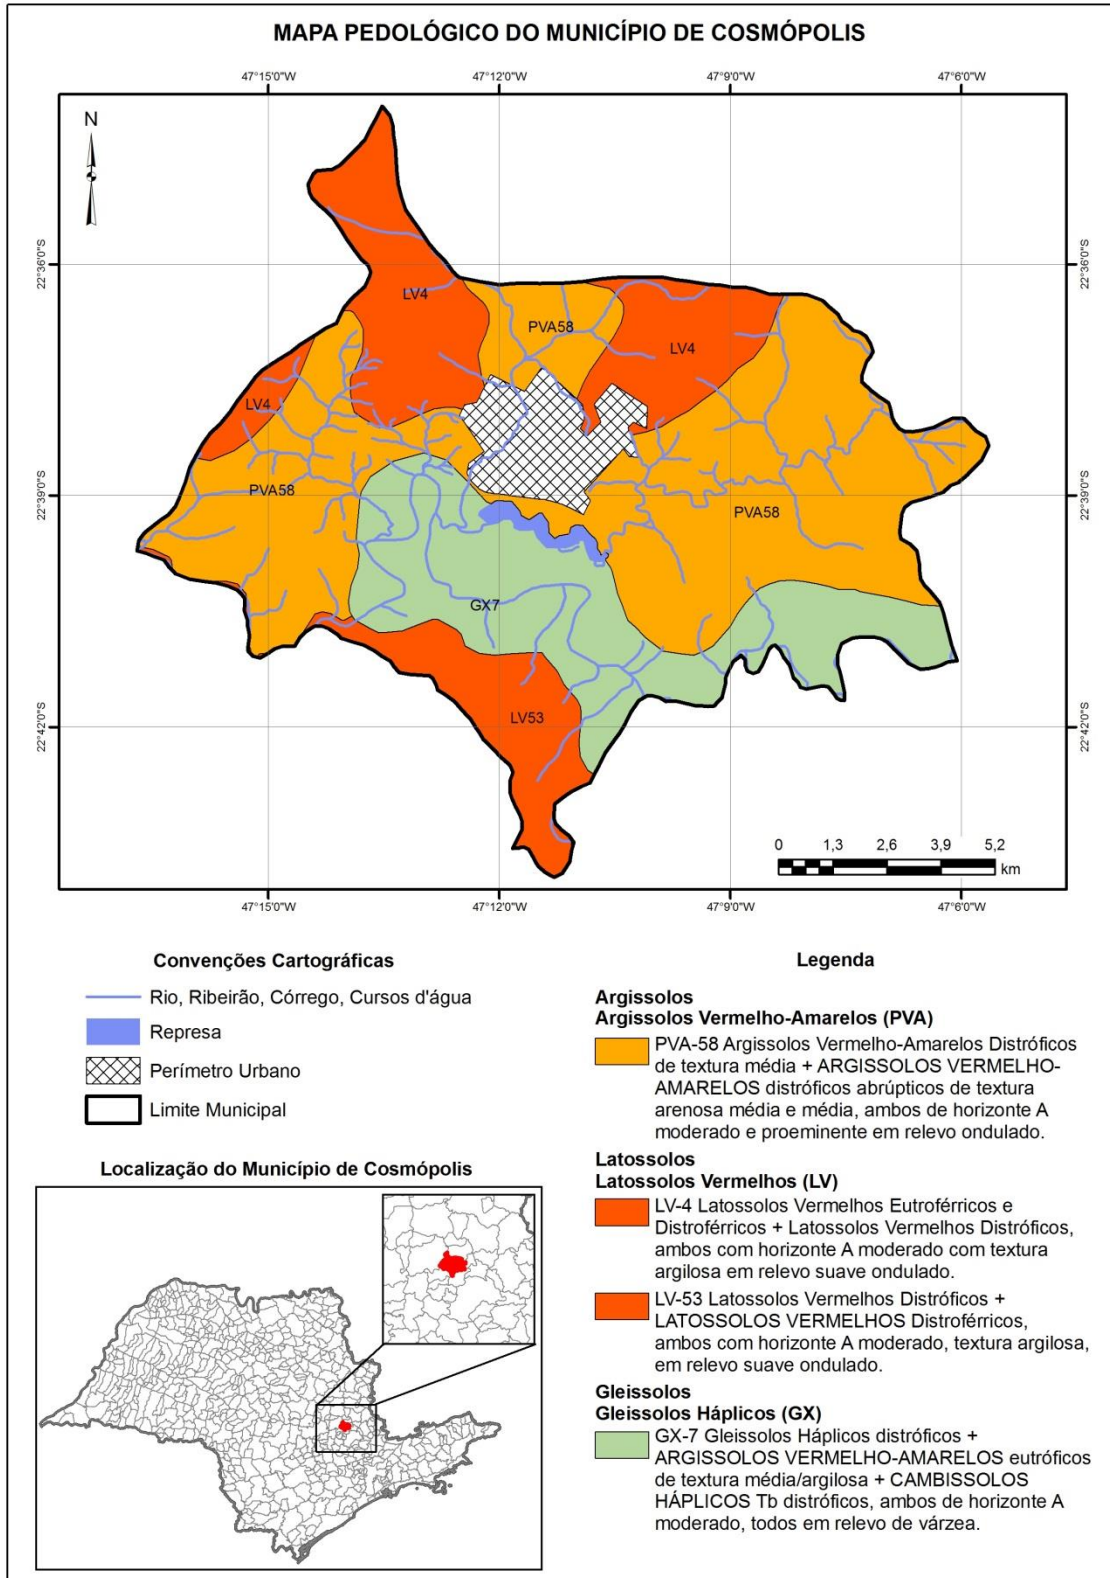 MAPA PEDOLÓGICO DO MUNICÍPIO DE COSMÓPOLIS
47°15'0"W
47°12'0"W
47°9'0"W
47°6'0"W
N
22°36'0"S
22°36'0"S
LV4
PVA58
LV4
LV4
PVA58
22°39'0"S
22°39'0"S
PVA58
GX7
LV53
22°42'0"S
22°42'0"S
0 1,3 2,6 3,9 5,2
km
47°15'0"W
47°12'0"W
47°9'0"W
47°6'0"W
Convenções Cartográficas
Rio, Ribeirão, Córrego, Cursos d'água
Represa
Perímetro Urbano
Limite Municipal
Localização do Município de Cosmópolis
Legenda
Argissolos
Argissolos Vermelho-Amarelos (PVA)
PVA-58 Argissolos Vermelho-Amarelos Distróficos
de textura média + ARGISSOLOS VERMELHO-
AMARELOS distróficos abrúpticos de textura
arenosa média e média, ambos de horizonte A
moderado e proeminente em relevo ondulado.
Latossolos
Latossolos Vermelhos (LV)
LV-4 Latossolos Vermelhos Eutroférricos e
Distroférricos + Latossolos Vermelhos Distróficos,
ambos com horizonte A moderado com textura
argilosa em relevo suave ondulado.
LV-53 Latossolos Vermelhos Distróficos +
LATOSSOLOS VERMELHOS Distroférricos,
ambos com horizonte A moderado, textura argilosa,
em relevo suave ondulado.
Gleissolos
Gleissolos Háplicos (GX)
GX-7 Gleissolos Háplicos distróficos +
ARGISSOLOS VERMELHO-AMARELOS eutróficos
de textura média/argilosa + CAMBISSOLOS
HÁPLICOS Tb distróficos, ambos de horizonte A
moderado, todos em relevo de várzea.